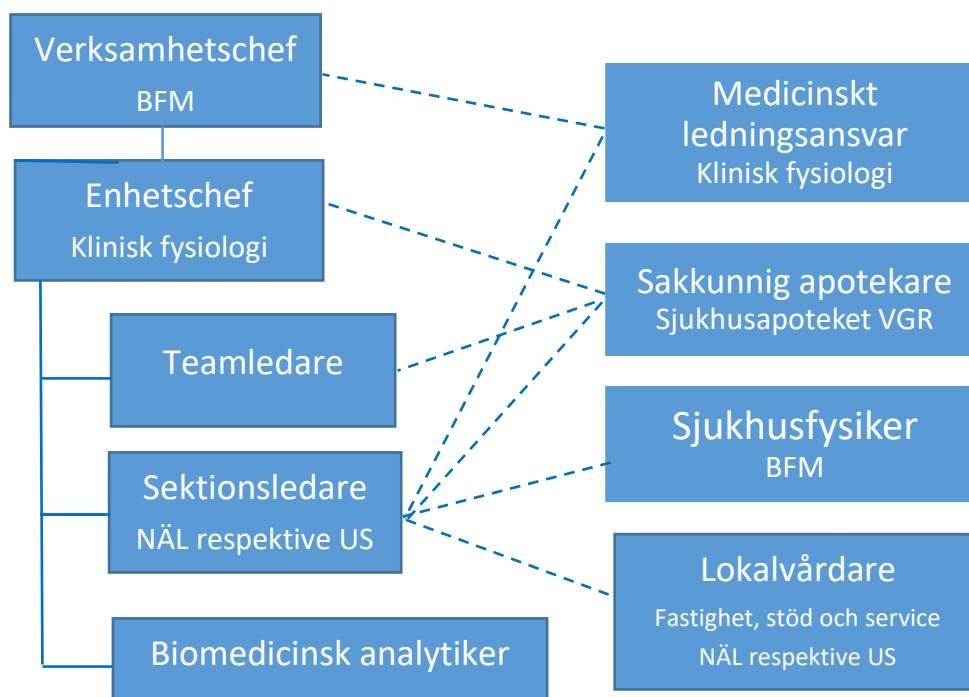 Verksamhetschef
BFM
Enhetschef
Klinisk fysiologi
Teamledare
Sektionsledare
NÄL respektive US
Biomedicinsk analytiker
Medicinskt
ledningsansvar
Klinisk fysiologi
Sakkunnig apotekare
Sjukhusapoteket VGR
Sjukhusfysiker
BFM
Lokalvårdare
Fastighet, stöd och service
NÄL respektive US